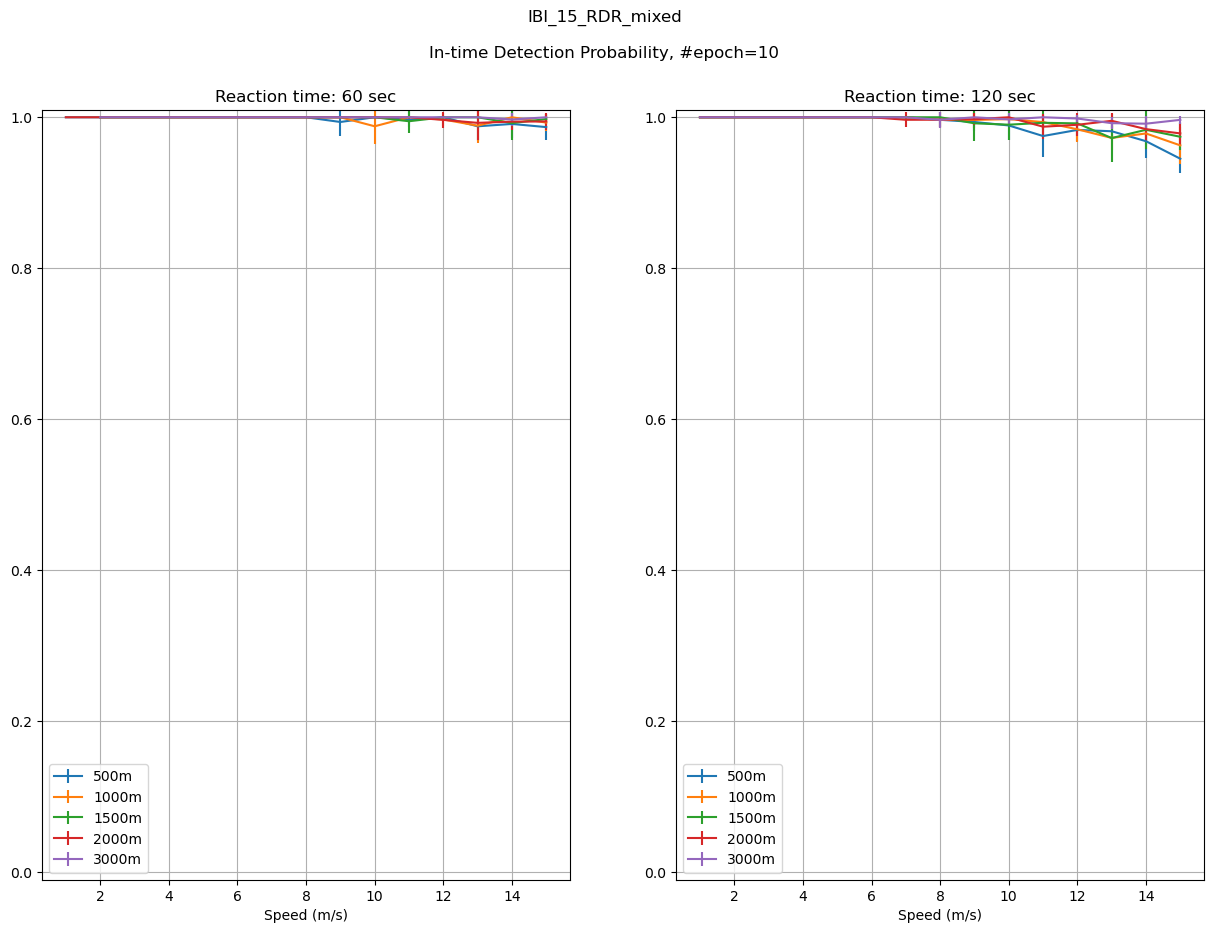 IBI_15_RDR_mixed
In-time Detection Probability, #epoch=10
Reaction time: 60 sec
1.0
0.8
0.6
0.4
0.2
0.0
500m
1000m
1500m
2000m
3000m
2 4 6 8 10 12 14
Speed (m/s)
Reaction time: 120 sec
1.0
0.8
0.6
0.4
0.2
0.0
500m
1000m
1500m
2000m
3000m
2 4 6 8 10 12 14
Speed (m/s)